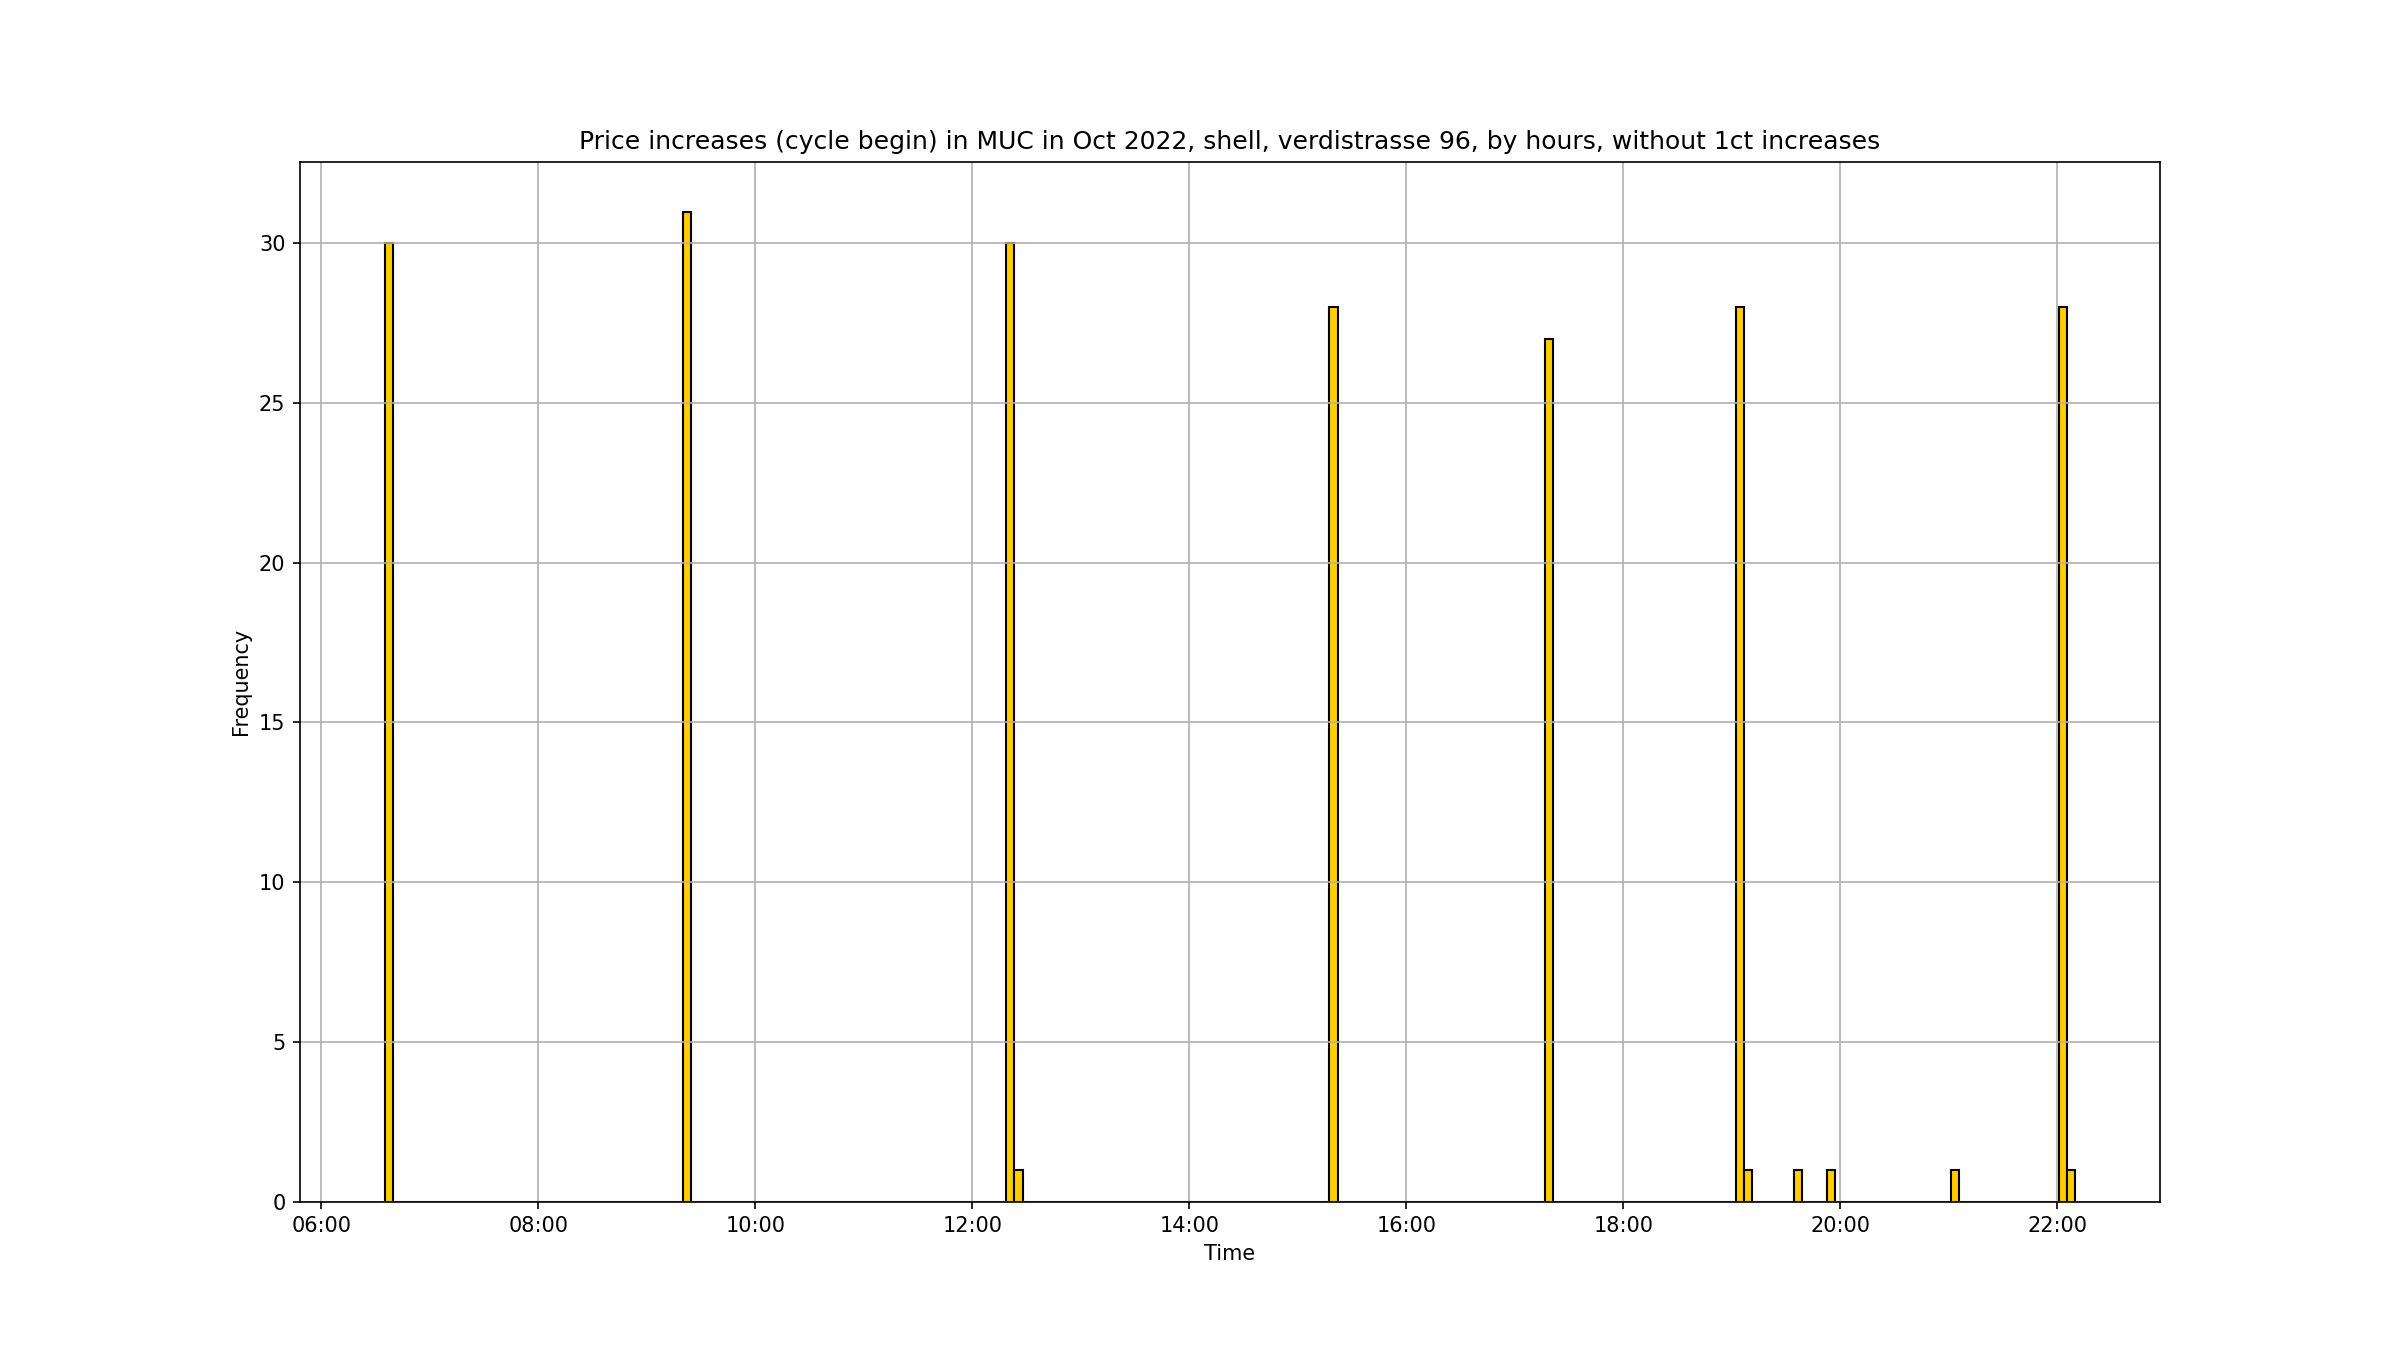 Price increases (cycle begin) in MUC in Oct 2022, shell, verdistrasse 96, by hours, without 1ct increases
30
25
20
15
10
5
0
Frequency
06:00 08:00 10:00 12:00 14:00 16:00 18:00 20:00 22:00
Time